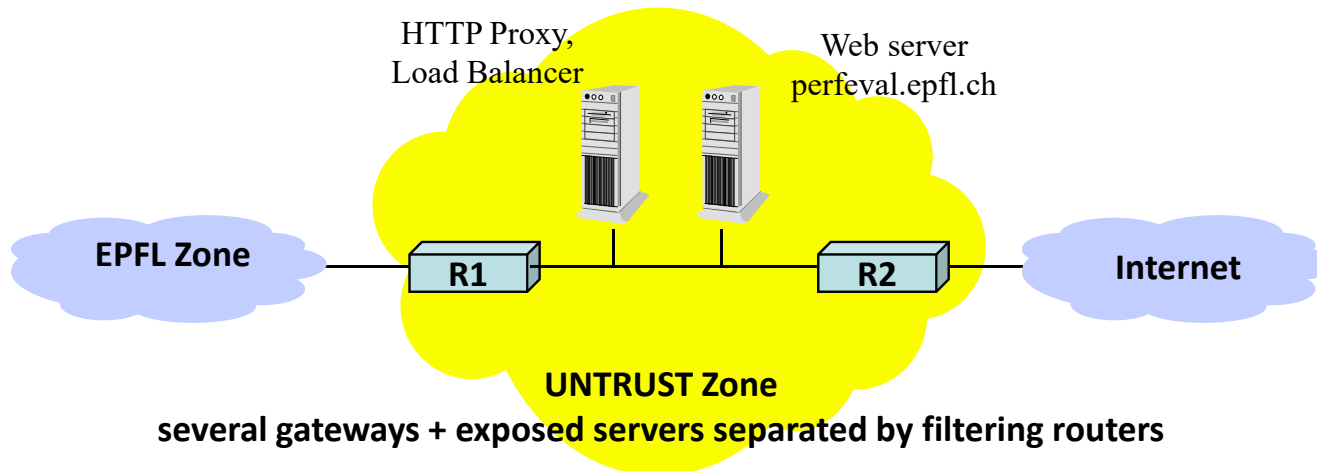 HTTP Proxy,
Load Balancer
Web server
perfeval.epfl.ch
EPFL Zone
R1
R2
Internet
UNTRUST Zone
several gateways + exposed servers separated by filtering routers